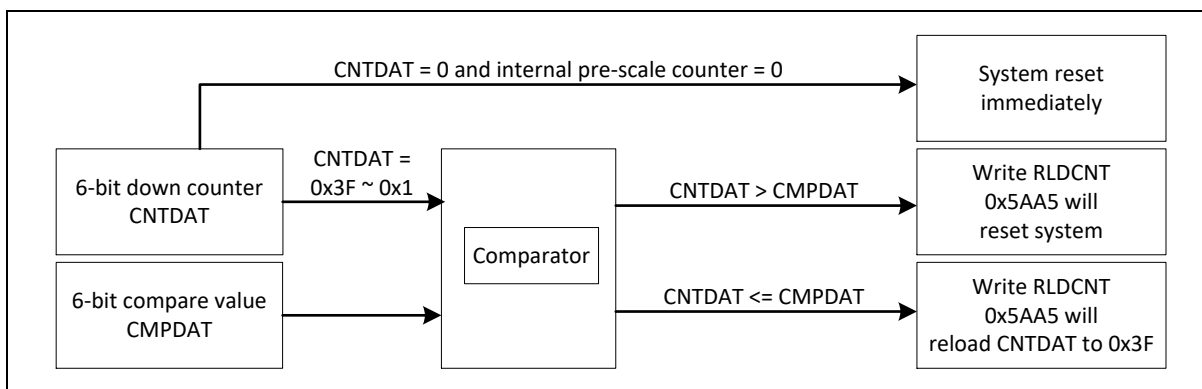 CNTDAT = 0 and internal pre-scale counter = 0
System reset
immediately
6-bit down counter
CNTDAT
CNTDAT =
0x3F ~ 0x1
Comparator
CNTDAT > CMPDAT
Write RLDCNT
0x5AA5 will
reset system
6-bit compare value
CMPDAT
CNTDAT <= CMPDAT
Write RLDCNT
0x5AA5 will
reload CNTDAT to 0x3F